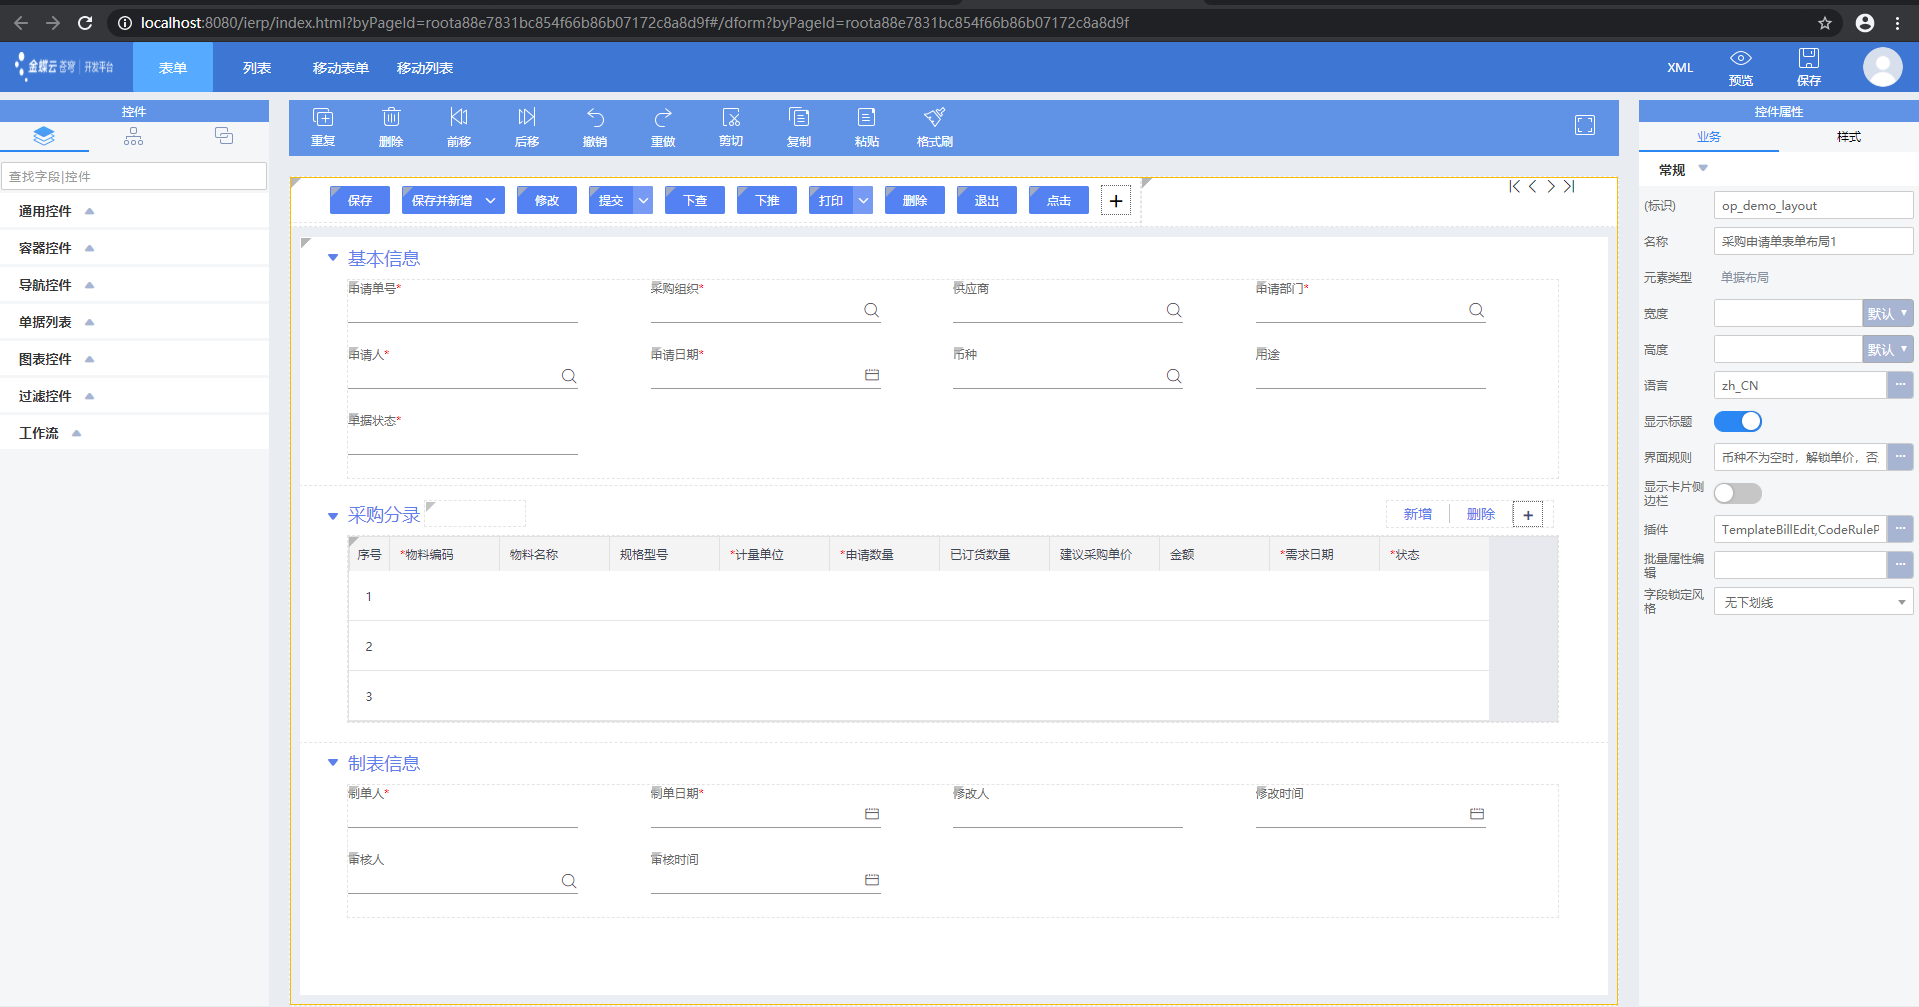 localhost:8080/ierp/index.html?byPageId=roota88e7831bc854f66b86b07172c8a8d9f#/dform?byPageId=roota88e7831bc854f66b86b07172c8a8d9f
金蝶云 苍穹 | 开发平台
表单
列表
移动表单
移动列表
XML
预览
保存
控件
查找字段|控件
通用控件
容器控件
导航控件
单据列表
图表控件
过滤控件
工作流
重复
删除
前移
后移
撤销
重做
剪切
复制
粘贴
格式刷
保存
保存并新增
修改
提交
下查
下推
打印
删除
退出
点击
基本信息
申请单号*
采购组织*
供应商
申请部门*
申请人*
申请日期*
币种
用途
单据状态*
采购分录
新增
删除
序号 *物料编码 物料名称 规格型号 *计量单位 *申请数量 已订货数量 建议采购单价 金额 *需求日期 *状态
1
2
3
制表信息
制单人*
制单日期*
修改人
修改时间
审核人
审核时间
控件属性
业务
样式
常规
(标识) op_demo_layout
名称 采购申请单表单布局1
元素类型 单据布局
宽度 默认
高度 默认
语言 zh_CN
显示标题
界面规则 币种不为空时，解锁单价，否
显示卡片侧
边栏
插件 TemplateBillEdit,CodeRuleP
批量属性编
辑
字段锁定风
格
无下划线